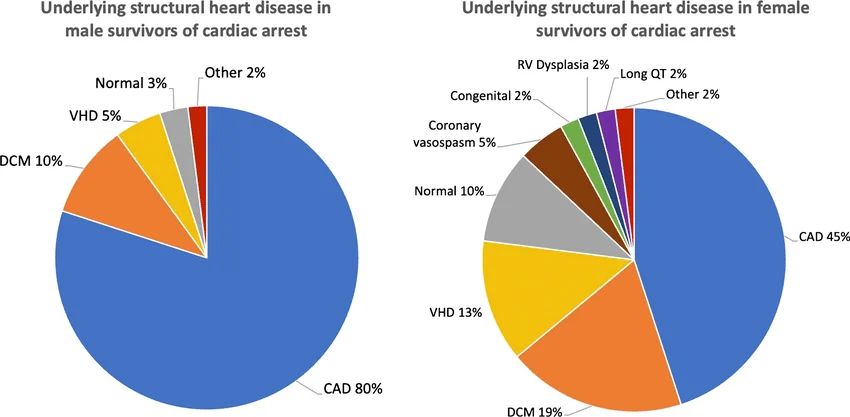 Underlying structural heart disease in
male survivors of cardiac arrest
Other 2%
Normal 3%
VHD 5%
DCM 10%
CAD 80%
Underlying structural heart disease in female
survivors of cardiac arrest
RV Dysplasia 2%
Long QT 2%
Congenital 2%
Other 2%
Coronary
vasospasm 5%
Normal 10%
CAD 45%
VHD 13%
DCM 19%